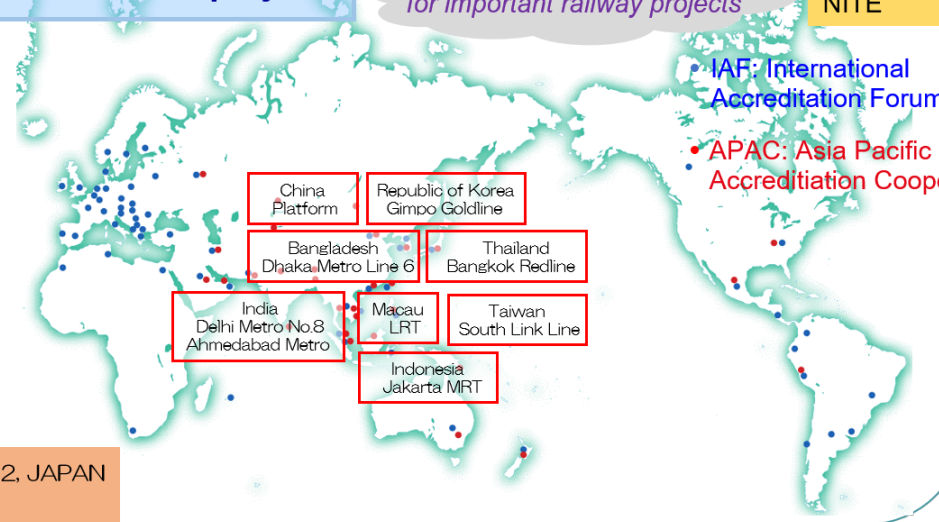 for important railway projects
NITE
IAF: International
Accreditation Forum
APAC: Asia Pacific
Accreditiation Coope
China
Platform
Republic of Korea
Gimpo Goldline
Bangladesh
Dhaka Metro Line 6
Thailand
Bangkok Redline
India
Delhi Metro No.8
Ahmedabad Metro
Macau
LRT
Taiwan
South Link Line
Indonesia
Jakarta MRT
2, JAPAN